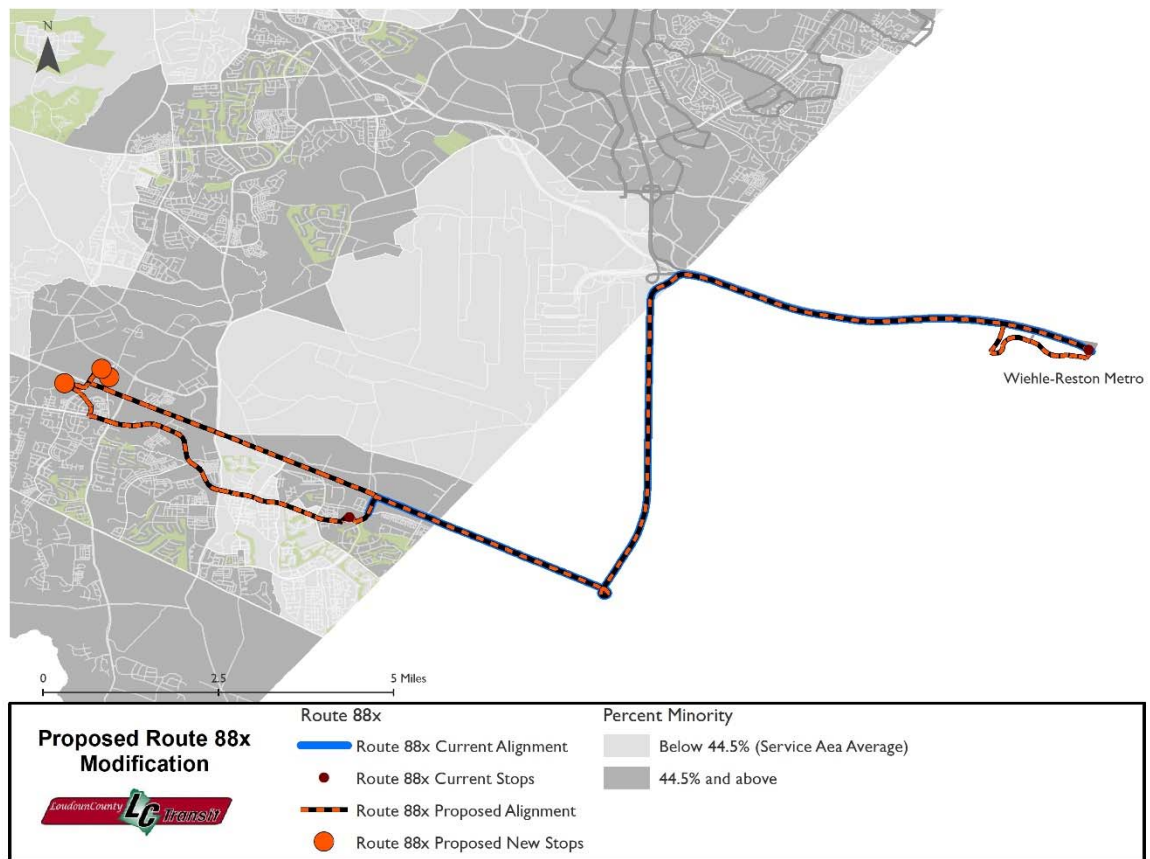 N
Wiehle-Reston Metro
0 2.5 5 Miles
Proposed Route 88x
Modification
LoudounCounty LC Transit
Route 88x
Route 88x Current Alignment
Route 88x Current Stops
Route 88x Proposed Alignment
Route 88x Proposed New Stops
Percent Minority
Below 44.5% (Service Aea Average)
44.5% and above